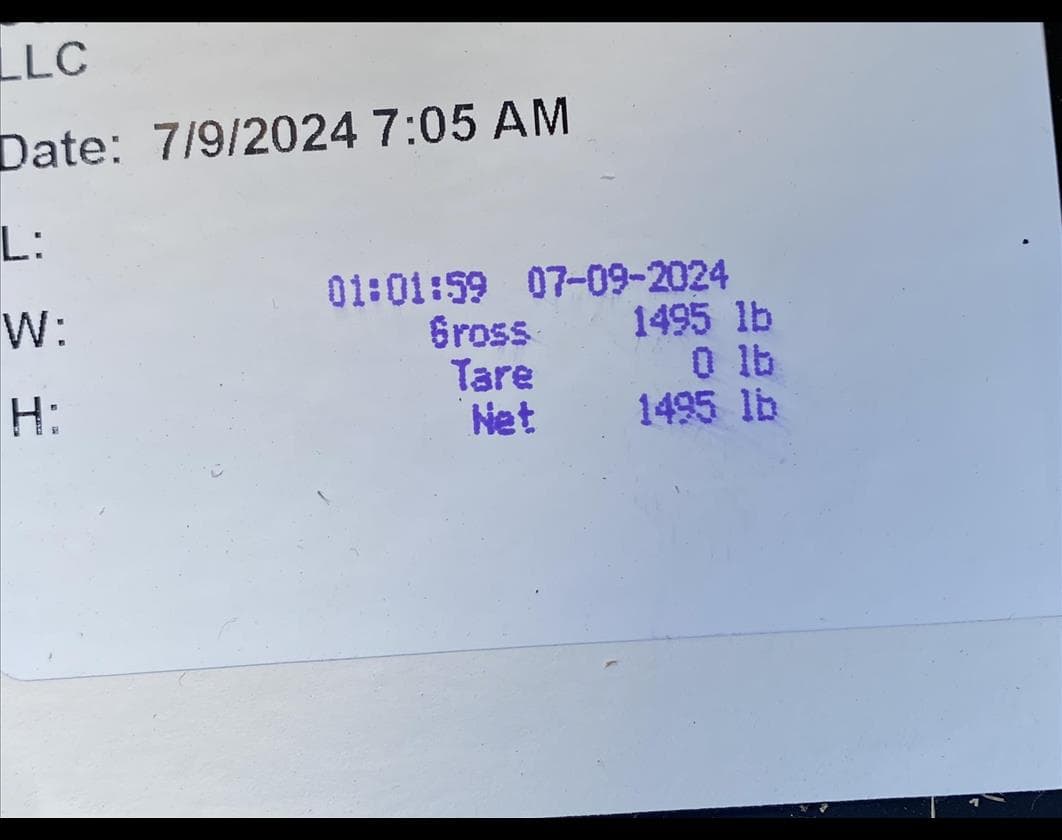 LLC
Date: 7/9/2024 7:05 AM
L:
01:01:59 07-09-2024
W:
Gross 1495 lb
Tare 0 lb
H:
Net 1495 lb